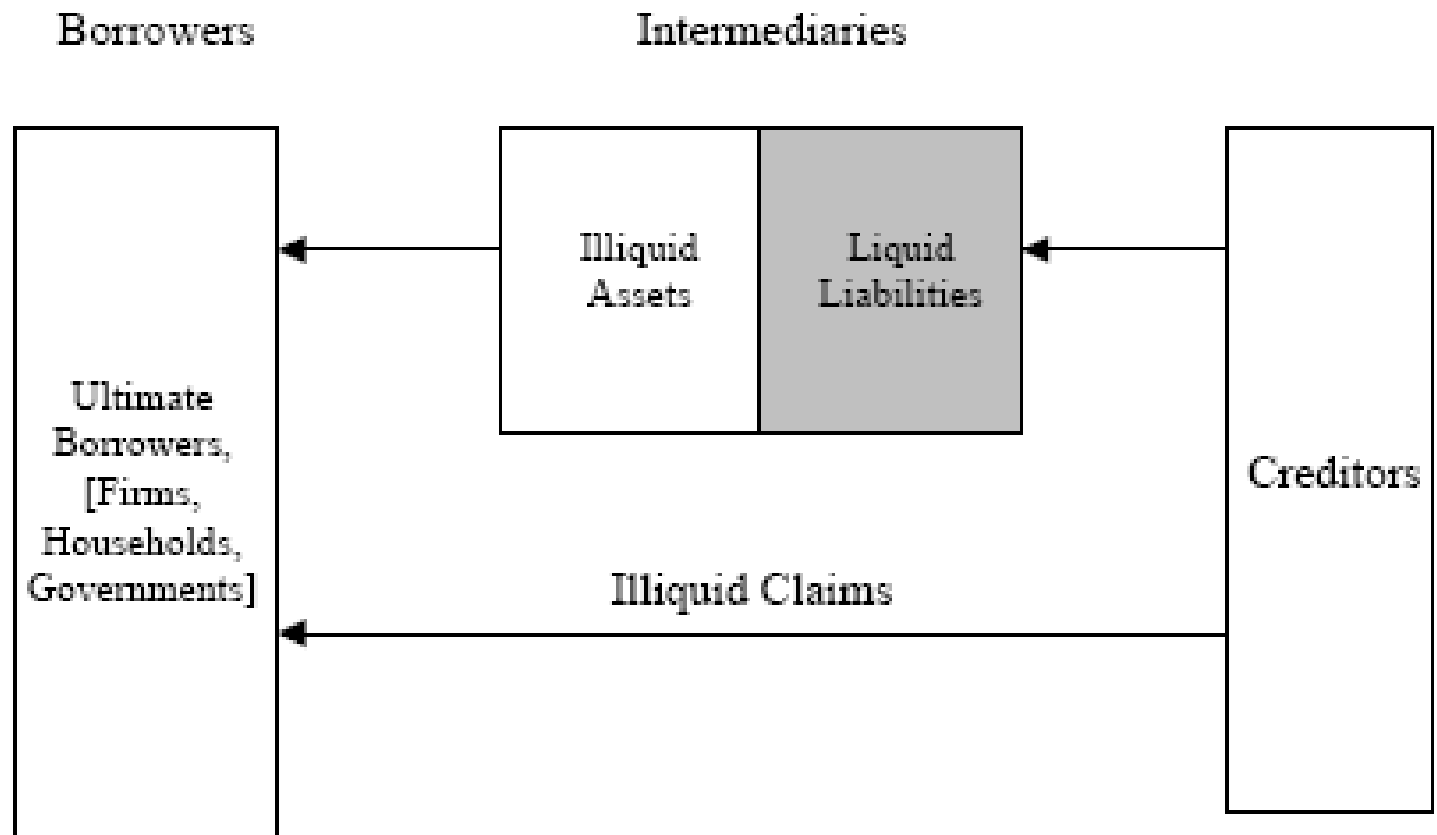 Borrowers
Intermediaries
Illiquid
Assets
Liquid
Liabilities
Ultimate
Borrowers,
[Firms,
Households,
Governments]
Creditors
Illiquid Claims